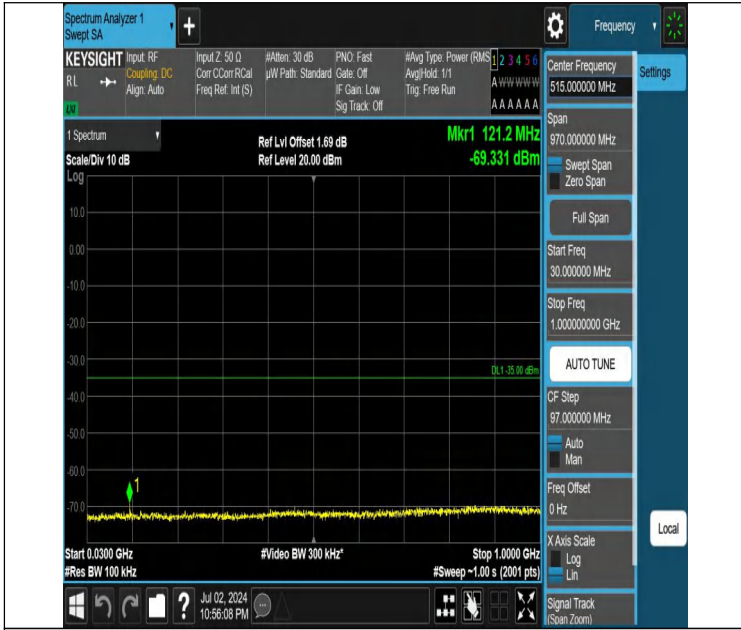 Spectrum Analyzer 1
Swept SA
Frequency
KEYSIGHT
RL
Input: RF
Coupling: DC
Align: Auto
Input Z: 50 Ω
Corr CCorr RCal
Freq Ref: Int (S)
#Atten: 30 dB
µW Path: Standard
PNO: Fast
Gate: Off
IF Gain: Low
Sig Track: Off
#Avg Type: Power (RMS
Avg|Hold: 1/1
Trig: Free Run
1 2 3 4 5 6
A W W W W W
A A A A A A
1 Spectrum
Scale/Div 10 dB
Log
Ref Lvl Offset 1.69 dB
Ref Level 20.00 dBm
Mkr1 121.2 MHz
-69.331 dBm
10.0
0.00
-10.0
-20.0
-30.0
DL1 -35.00 dBm
-40.0
-50.0
-60.0
1
-70.0
Start 0.0300 GHz
#Res BW 100 kHz
#Video BW 300 kHz*
Stop 1.0000 GHz
#Sweep ~1.00 s (2001 pts)
?
Jul 02, 2024
10:56:08 PM
Center Frequency
515.000000 MHz
Settings
Span
970.000000 MHz
Swept Span
Zero Span
Full Span
Start Freq
30.000000 MHz
Stop Freq
1.000000000 GHz
AUTO TUNE
CF Step
97.000000 MHz
Auto
Man
Freq Offset
0 Hz
Local
X Axis Scale
Log
Lin
Signal Track
(Span Zoom)